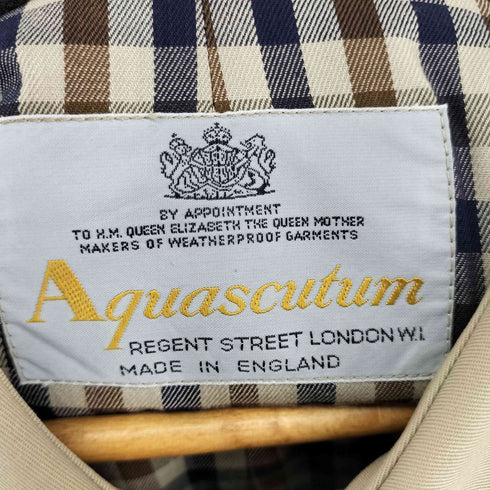 BY APPOINTMENT
TO H.M. QUEEN ELIZABETH THE QUEEN MOTHER
MAKERS OF WEATHERPROOF GARMENTS
Aquascutum
REGENT STREET LONDON W.1.
MADE IN ENGLAND